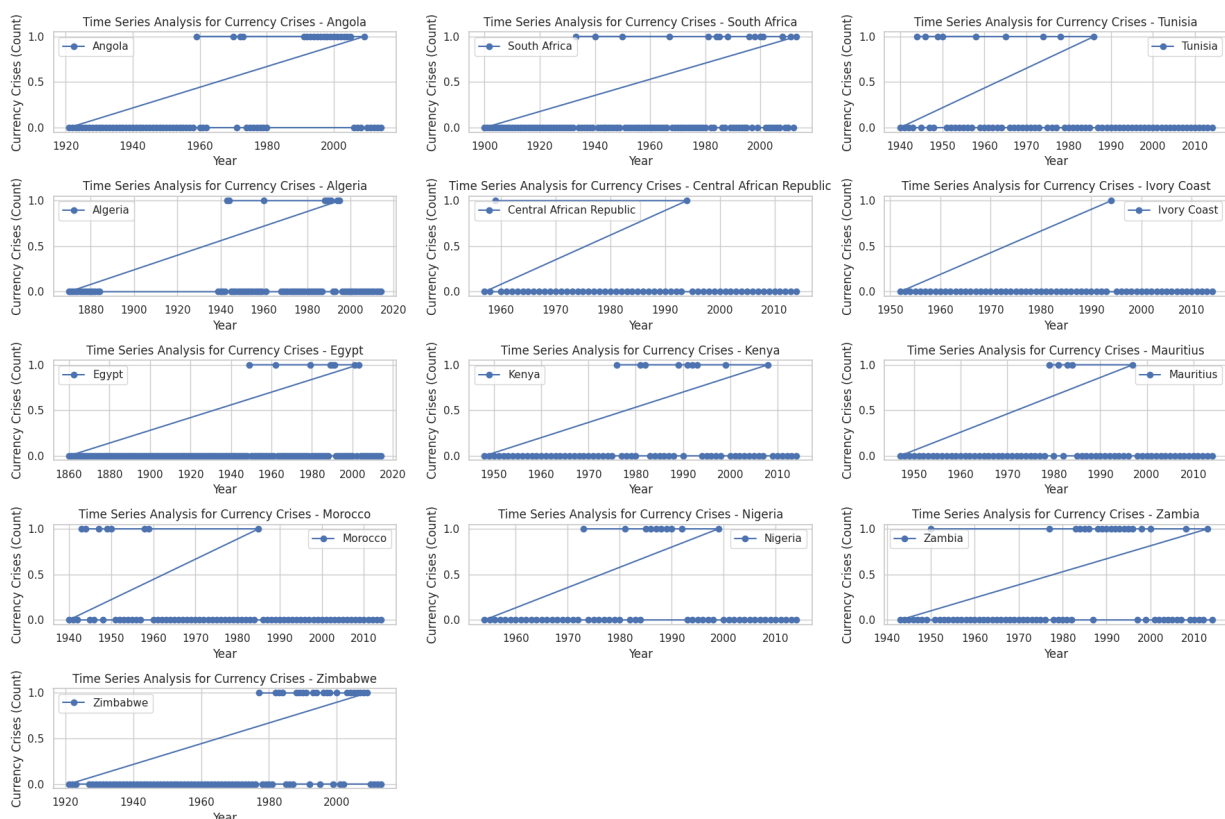 Time Series Analysis for Currency Crises - Angola
Currency Crises (Count)
1.0
0.5
0.0
Angola
1920 1940 1960 1980 2000
Year
Time Series Analysis for Currency Crises - South Africa
Currency Crises (Count)
1.0
0.5
0.0
South Africa
1900 1920 1940 1960 1980 2000
Year
Time Series Analysis for Currency Crises - Tunisia
Currency Crises (Count)
1.0
0.5
0.0
Tunisia
1940 1950 1960 1970 1980 1990 2000 2010
Year
Time Series Analysis for Currency Crises - Algeria
Currency Crises (Count)
1.0
0.5
0.0
Algeria
1880 1900 1920 1940 1960 1980 2000 2020
Year
Time Series Analysis for Currency Crises - Central African Republic
Currency Crises (Count)
1.0
0.5
0.0
Central African Republic
1960 1970 1980 1990 2000 2010
Year
Time Series Analysis for Currency Crises - Ivory Coast
Currency Crises (Count)
1.0
0.5
0.0
Ivory Coast
1950 1960 1970 1980 1990 2000 2010
Year
Time Series Analysis for Currency Crises - Egypt
Currency Crises (Count)
1.0
0.5
0.0
Egypt
1860 1880 1900 1920 1940 1960 1980 2000 2020
Year
Time Series Analysis for Currency Crises - Kenya
Currency Crises (Count)
1.0
0.5
0.0
Kenya
1950 1960 1970 1980 1990 2000 2010
Year
Time Series Analysis for Currency Crises - Mauritius
Currency Crises (Count)
1.0
0.5
0.0
Mauritius
1950 1960 1970 1980 1990 2000 2010
Year
Time Series Analysis for Currency Crises - Morocco
Currency Crises (Count)
1.0
0.5
0.0
Morocco
1940 1950 1960 1970 1980 1990 2000 2010
Year
Time Series Analysis for Currency Crises - Nigeria
Currency Crises (Count)
1.0
0.5
0.0
Nigeria
1960 1970 1980 1990 2000 2010
Year
Time Series Analysis for Currency Crises - Zambia
Currency Crises (Count)
1.0
0.5
0.0
Zambia
1940 1950 1960 1970 1980 1990 2000 2010
Year
Time Series Analysis for Currency Crises - Zimbabwe
Currency Crises (Count)
1.0
0.5
0.0
Zimbabwe
1920 1940 1960 1980 2000
Year